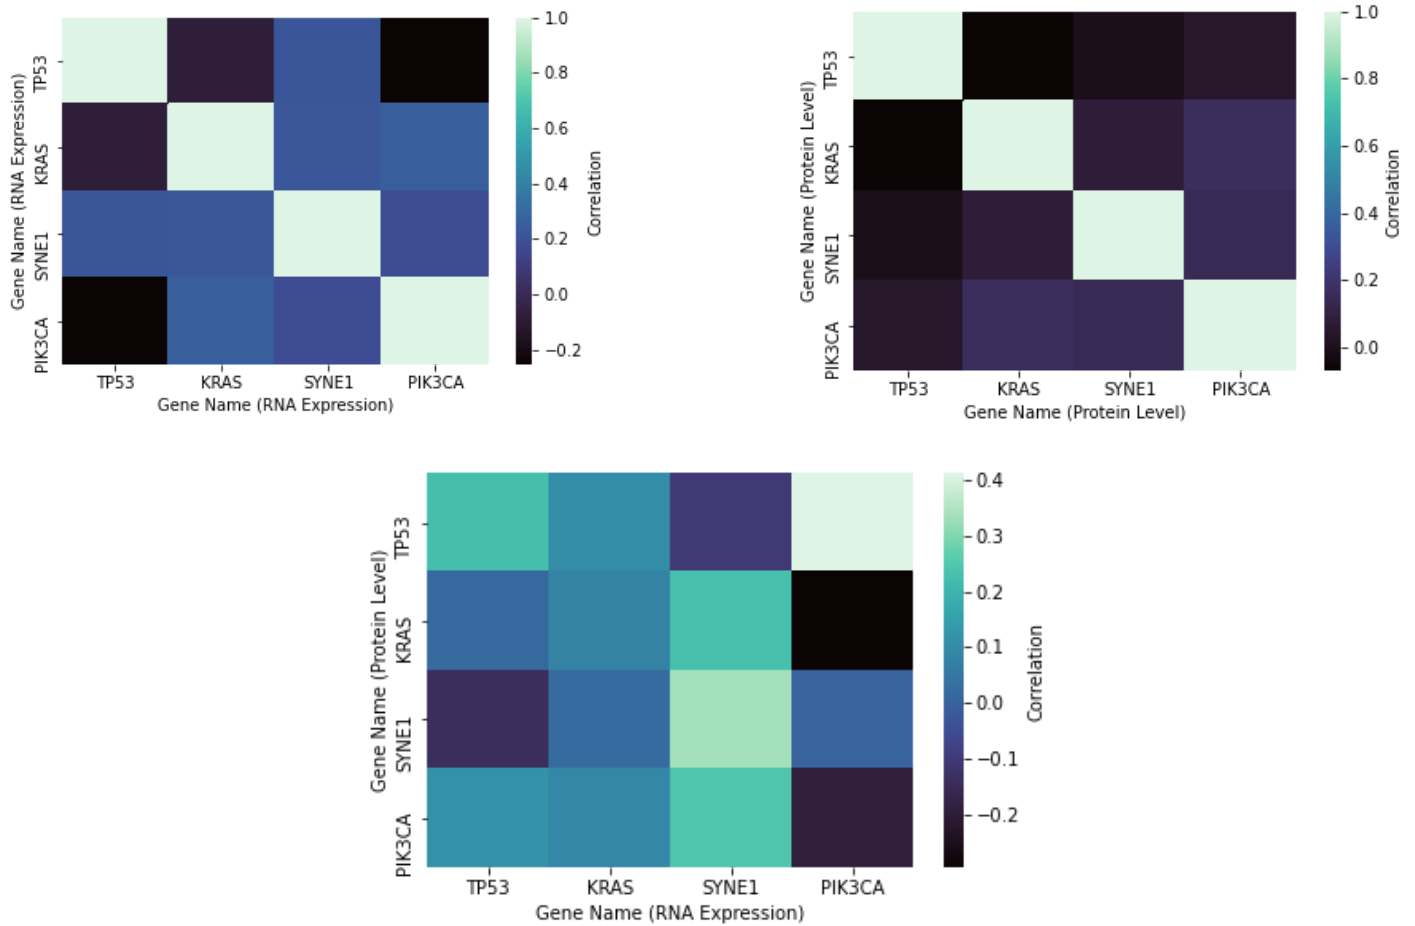 TP53
KRAS
SYNE1
PIK3CA
Gene Name (RNA Expression)
TP53
KRAS
SYNE1
PIK3CA
Gene Name (RNA Expression)
1.0
0.8
0.6
0.4
0.2
0.0
−0.2
Correlation
TP53
KRAS
SYNE1
PIK3CA
Gene Name (Protein Level)
TP53
KRAS
SYNE1
PIK3CA
Gene Name (Protein Level)
1.0
0.8
0.6
0.4
0.2
0.0
Correlation
TP53
KRAS
SYNE1
PIK3CA
Gene Name (Protein Level)
TP53
KRAS
SYNE1
PIK3CA
Gene Name (RNA Expression)
0.4
0.3
0.2
0.1
0.0
−0.1
−0.2
Correlation